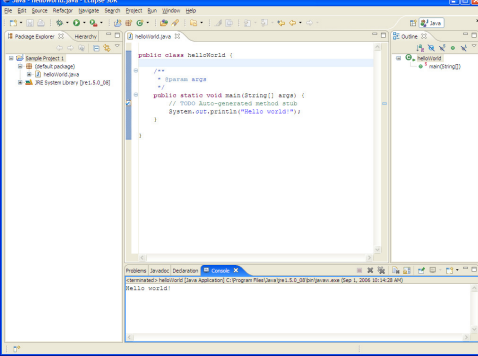 Java - helloWorld.java - Eclipse SDK
File Edit Source Refactor Navigate Search Project Run Window Help
Java
Package Explorer Hierarchy
helloWorld.java
Outline
Sample Project 1
(default package)
helloWorld.java
JRE System Library [jre1.5.0_08]
public class helloWorld {
/**
* @param args
*/
public static void main(String[] args) {
// TODO Auto-generated method stub
System.out.println("Hello world!");
}
}
helloWorld
main(String[])
Problems Javadoc Declaration Console
<terminated> helloWorld [Java Application] C:\Program Files\Java\jre1.5.0_08\bin\javaw.exe (Sep 1, 2006 10:14:28 AM)
Hello world!